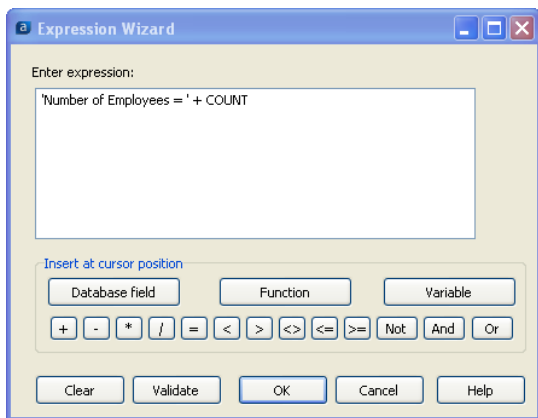 Expression Wizard
Enter expression:
'Number of Employees = ' + COUNT
Insert at cursor position
Database field Function Variable
+ - * / = < > <> <= >= Not And Or
Clear Validate OK Cancel Help